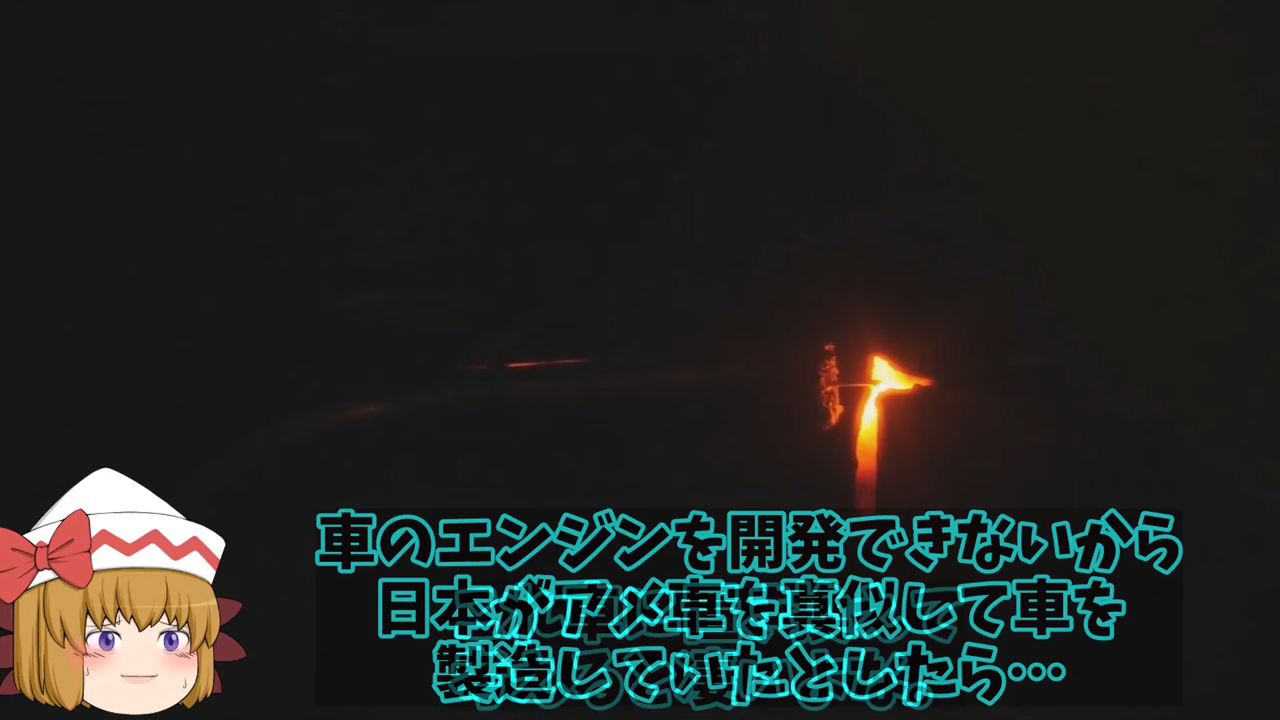 車のエンジンを開発できないから
日本がアメ車を真似して車を
製造していたとしたら…